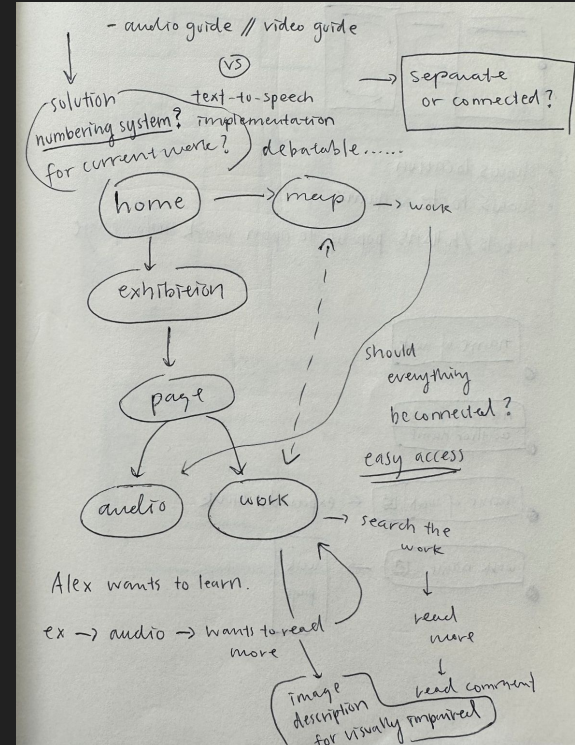 - audio guide // video guide
VS
text-to-speech
implementation
debatable......
→ separate
or connected?
solution
numbering system?
for current work?
home → map → work
exhibition
page
audio
work
should
everything
be connected?
easy access
→ search the
work
read
more
read comment
Alex wants to learn.
ex → audio → wants to read
more
image
description
for visually impaired